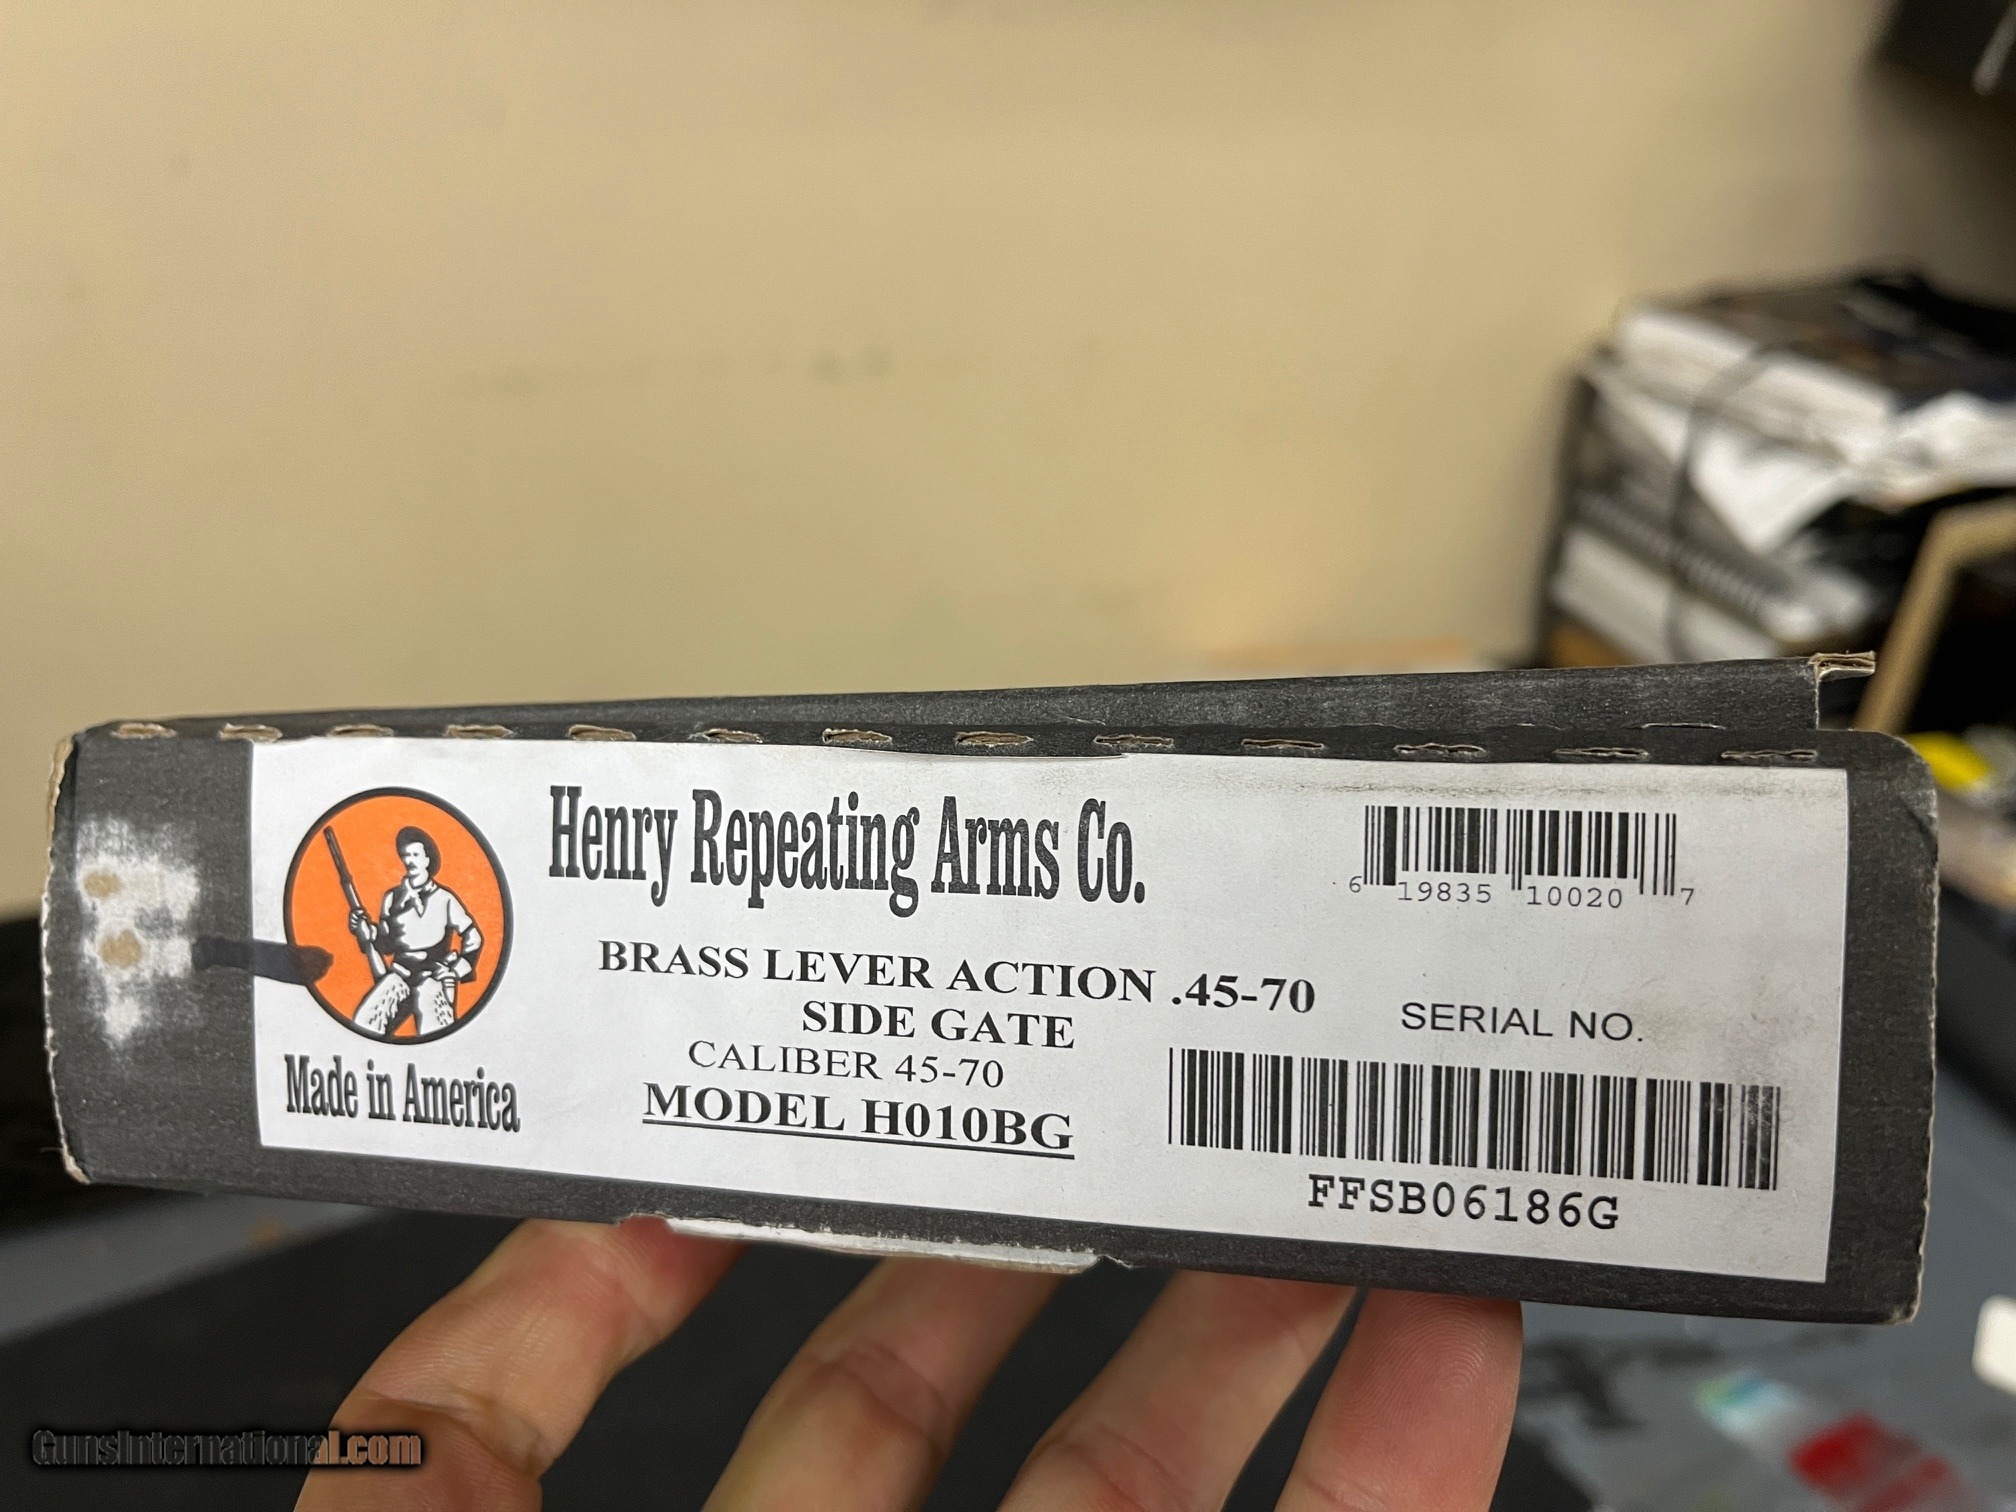 Henry Repeating Arms Co.
6 19835 10020 7
BRASS LEVER ACTION .45-70
SIDE GATE
CALIBER 45-70
MODEL H010BG
SERIAL NO.
FFSB06186G
Made in America
GunsInternational.com